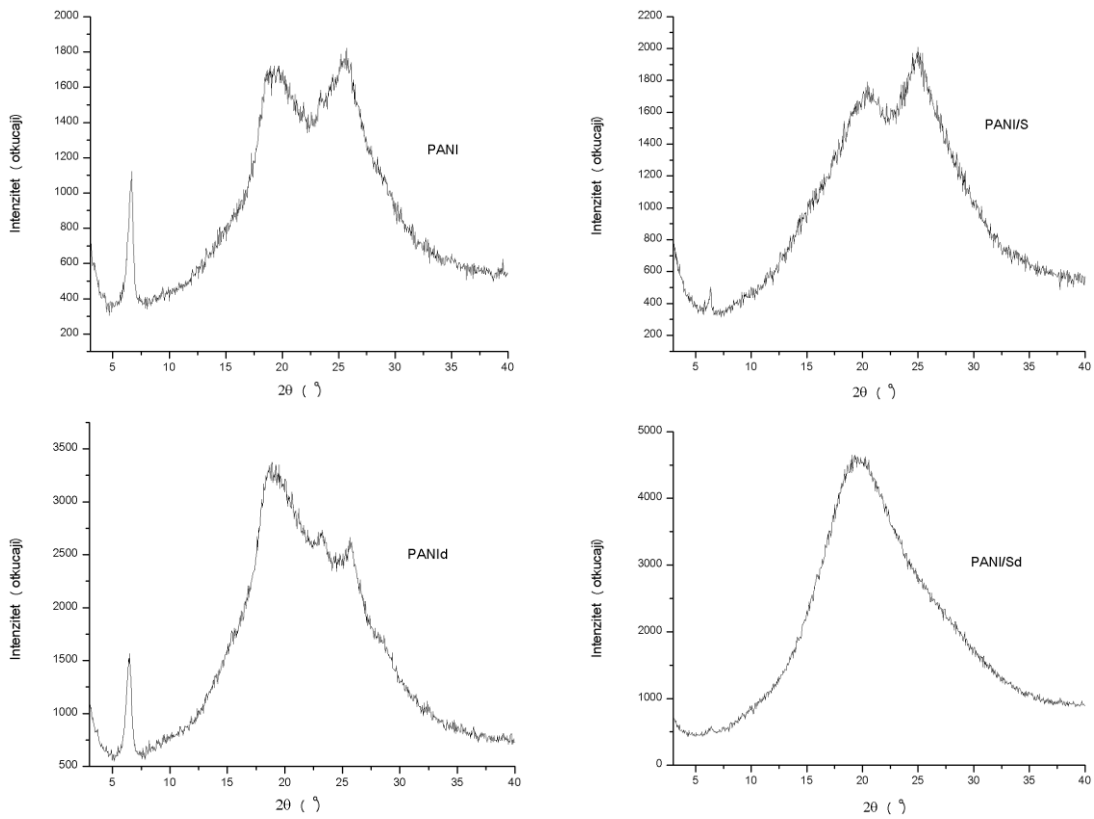 2000
1800
1600
1400
1200
1000
800
600
400
200
Intenzitet ( otkucaji)
PANI
5 10 15 20 25 30 35 40
2θ ( º)
2200
2000
1800
1600
1400
1200
1000
800
600
400
200
Intenzitet ( otkucaji)
PANI/S
5 10 15 20 25 30 35 40
2θ ( º)
3500
3000
2500
2000
1500
1000
500
Intenzitet ( otkucaji)
PANId
5 10 15 20 25 30 35 40
2θ ( º)
5000
4000
3000
2000
1000
0
Intenzitet ( otkucaji)
PANI/Sd
5 10 15 20 25 30 35 40
2θ ( º)